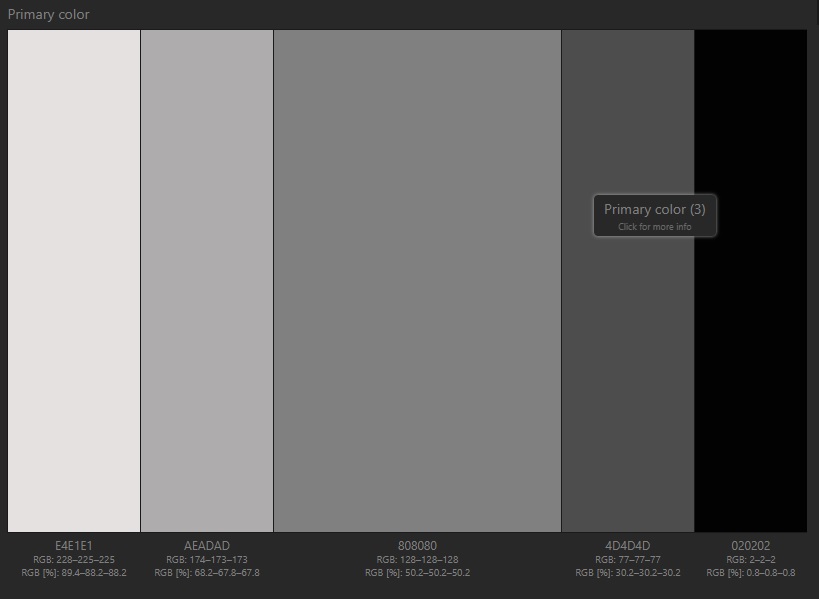 Primary color
Primary color (3)
Click for more info
E4E1E1
RGB: 228–225–225
RGB [%]: 89.4–88.2–88.2
AEADAD
RGB: 174–173–173
RGB [%]: 68.2–67.8–67.8
808080
RGB: 128–128–128
RGB [%]: 50.2–50.2–50.2
4D4D4D
RGB: 77–77–77
RGB [%]: 30.2–30.2–30.2
020202
RGB: 2–2–2
RGB [%]: 0.8–0.8–0.8